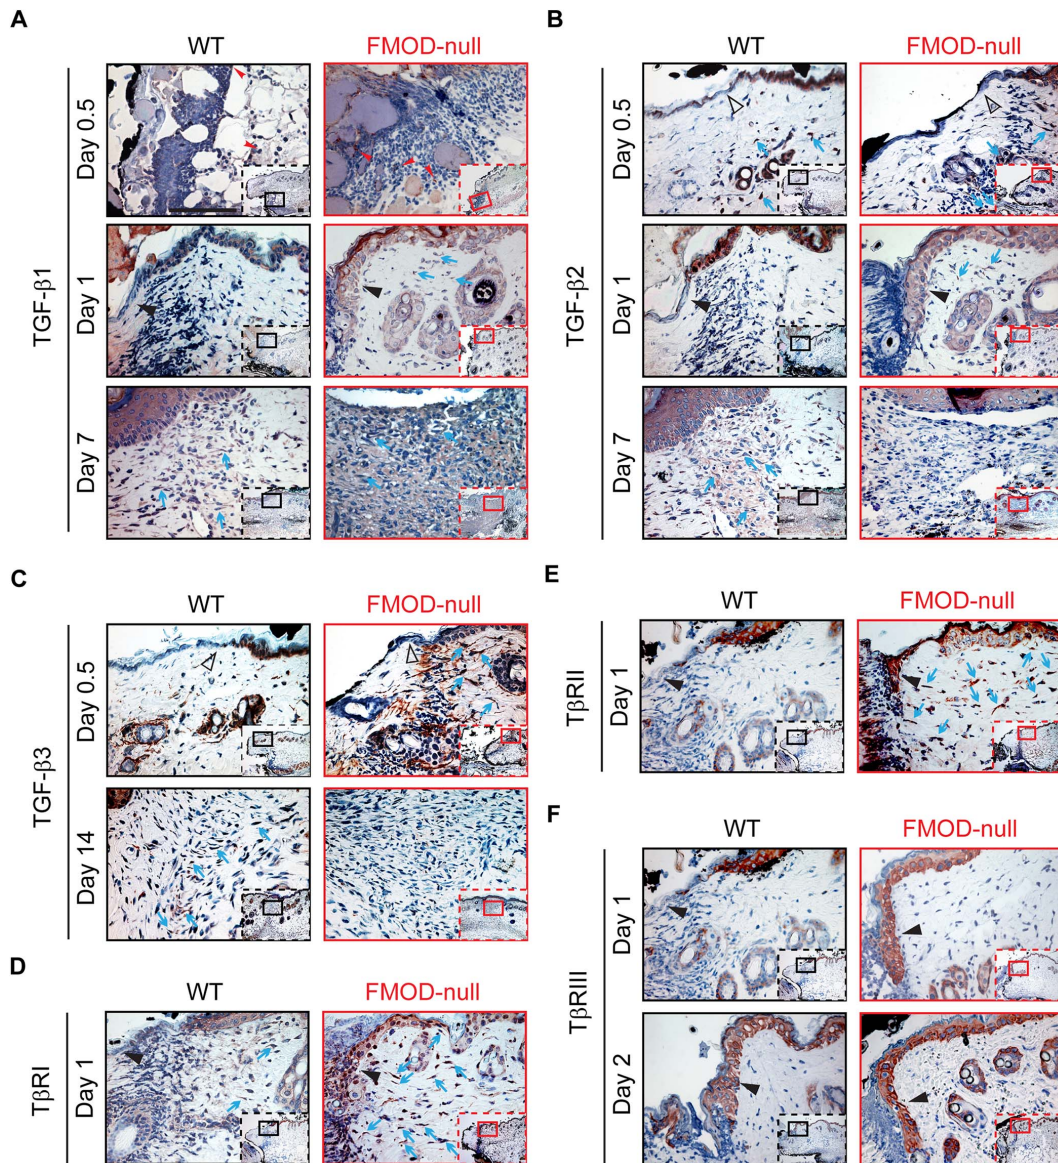 A
WT
FMOD-null
TGF-β1
Day 0.5
Day 1
Day 7
B
WT
FMOD-null
TGF-β2
Day 0.5
Day 1
Day 7
C
WT
FMOD-null
TGF-β3
Day 0.5
Day 14
D
WT
FMOD-null
TβRI
Day 1
E
WT
FMOD-null
TβRII
Day 1
F
WT
FMOD-null
TβRIII
Day 1
Day 2